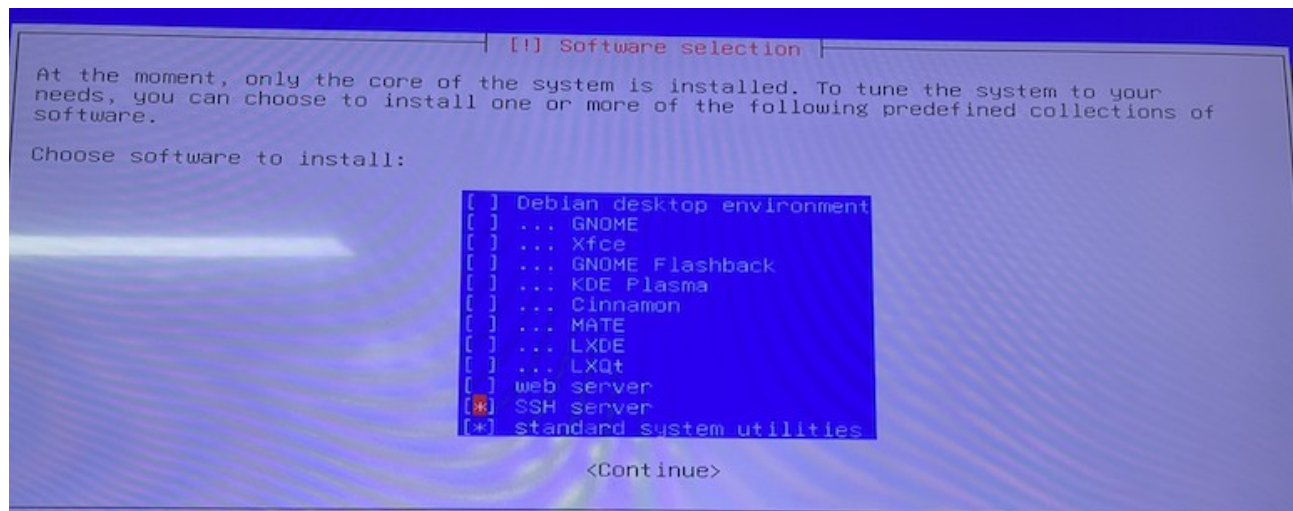 [!] Software selection
At the moment, only the core of the system is installed. To tune the system to your
needs, you can choose to install one or more of the following predefined collections of
software.
Choose software to install:
[ ] Debian desktop environment
[ ] ... GNOME
[ ] ... Xfce
[ ] ... GNOME Flashback
[ ] ... KDE Plasma
[ ] ... Cinnamon
[ ] ... MATE
[ ] ... LXDE
[ ] ... LXQt
[ ] web server
[*] SSH server
[*] standard system utilities
<Continue>